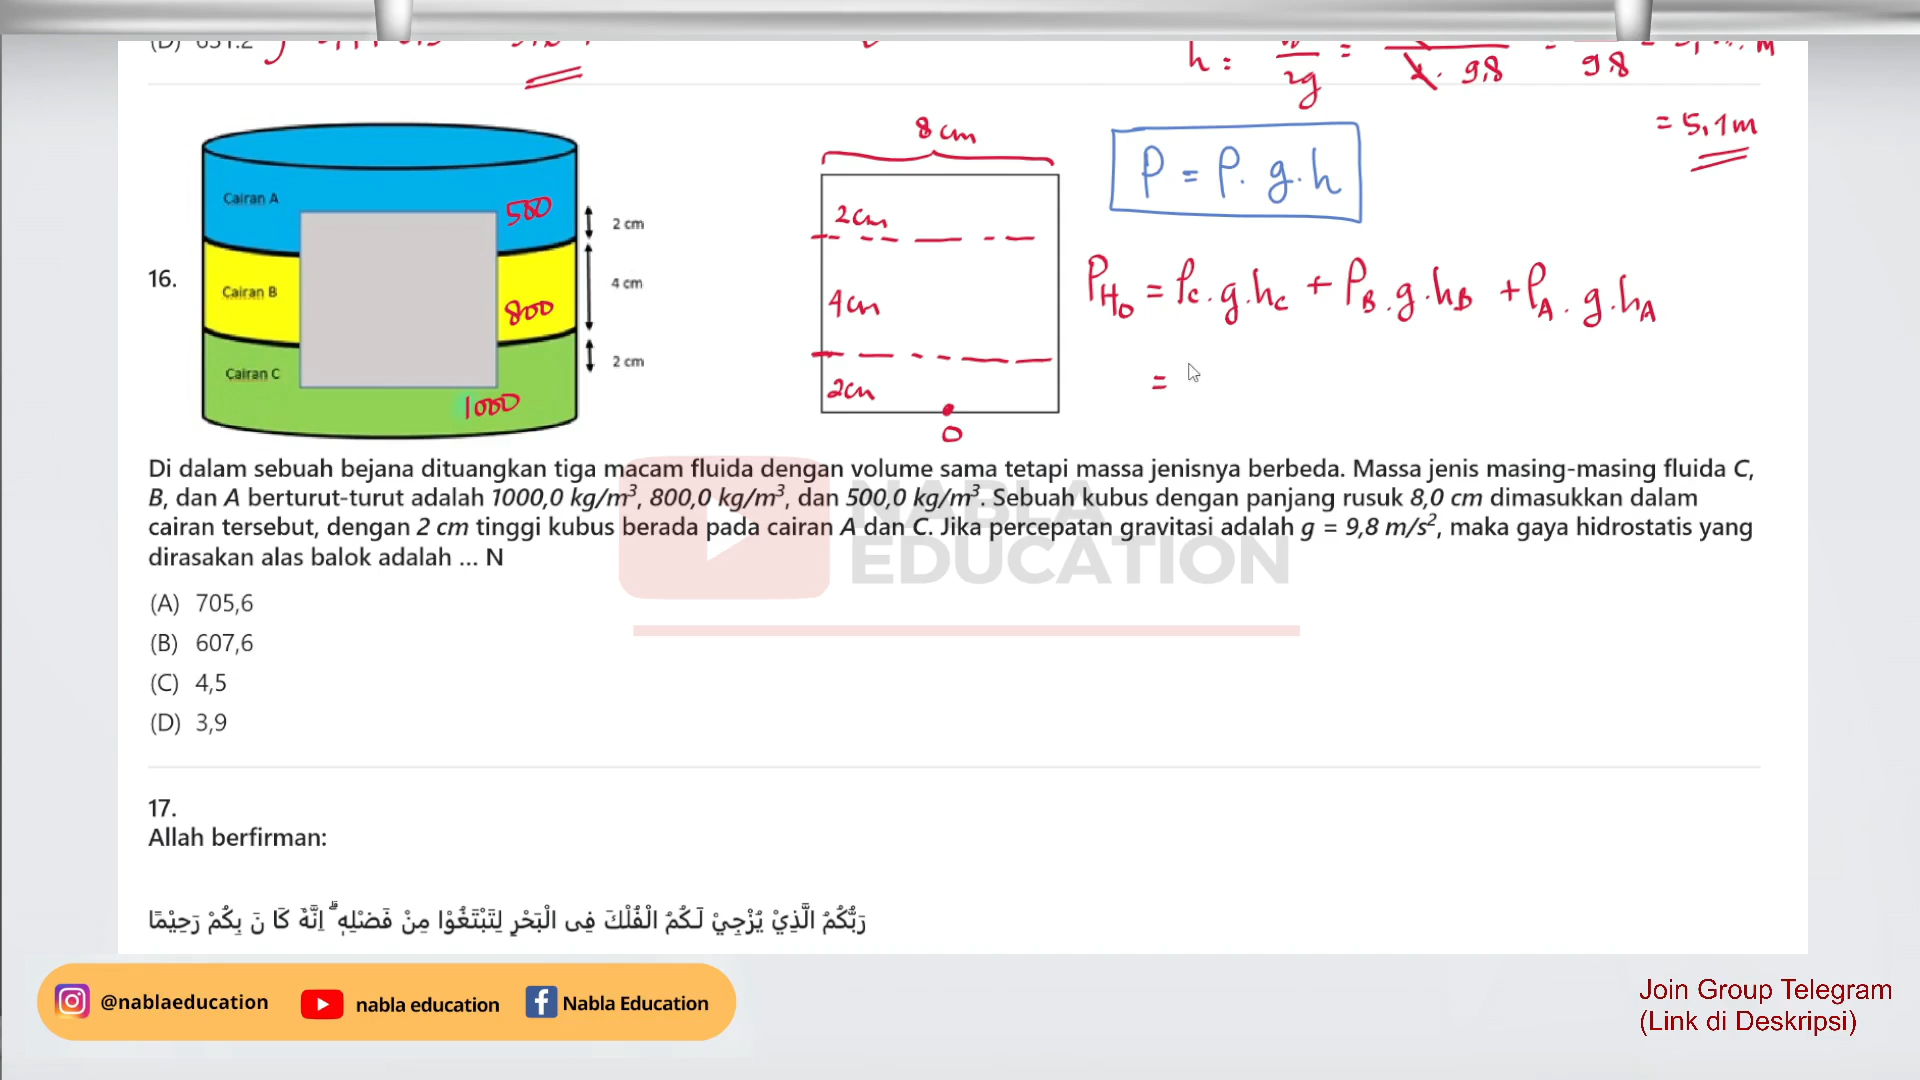 = 5,1 m
8 cm
P = ρ. g.h
Cairan A
500
2 cm
2 cm
P_H₀ = ρc.g.hc + ρB.g.hB + ρA.g.hA
16.
Cairan B
800
4 cm
4cm
Cairan C
1000
2 cm
2cm
0
=
Di dalam sebuah bejana dituangkan tiga macam fluida dengan volume sama tetapi massa jenisnya berbeda. Massa jenis masing-masing fluida C,
B, dan A berturut-turut adalah 1000,0 kg/m³, 800,0 kg/m³, dan 500,0 kg/m³. Sebuah kubus dengan panjang rusuk 8,0 cm dimasukkan dalam
cairan tersebut, dengan 2 cm tinggi kubus berada pada cairan A dan C. Jika percepatan gravitasi adalah g = 9,8 m/s², maka gaya hidrostatis yang
dirasakan alas balok adalah ... N
NABLA
EDUCATION
(A) 705,6
(B) 607,6
(C) 4,5
(D) 3,9
17.
Allah berfirman:
رَبُّكُمُ الَّذِيْ يُزْجِيْ لَـكُمُ الْفُلْكَ فِى الْبَحْرِ لِتَبْتَغُوْا مِنْ فَضْلِهٖ ۗ اِنَّهٗ كَا نَ بِكُمْ رَحِيْمًا
@nablaeducation
nabla education
Nabla Education
Join Group Telegram
(Link di Deskripsi)